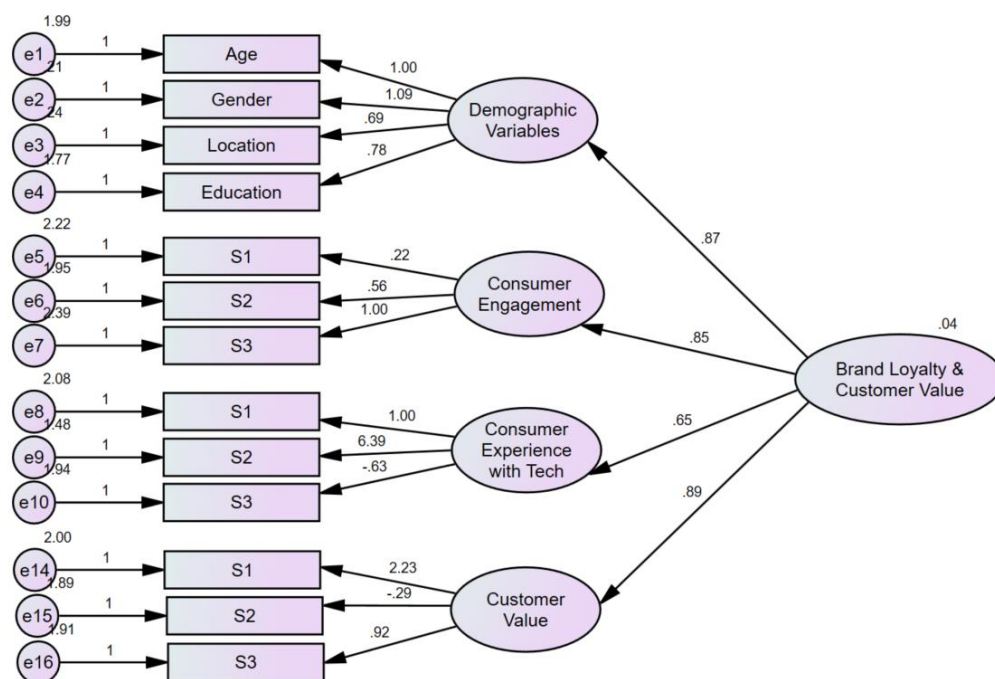 1.99
e1
1
Age
1.00
.21
e2
1
Gender
1.09
Demographic
Variables
.24
e3
1
Location
.69
1.77
e4
1
Education
.78
.87
2.22
e5
1
S1
.22
1.95
e6
1
S2
.56
Consumer
Engagement
2.39
e7
1
S3
1.00
.85
.04
Brand Loyalty &
Customer Value
2.08
e8
1
S1
1.00
1.48
e9
1
S2
6.39
Consumer
Experience
with Tech
.65
1.94
e10
1
S3
-.63
.89
2.00
e14
1
S1
2.23
1.89
e15
1
S2
-.29
Customer
Value
1.91
e16
1
S3
.92